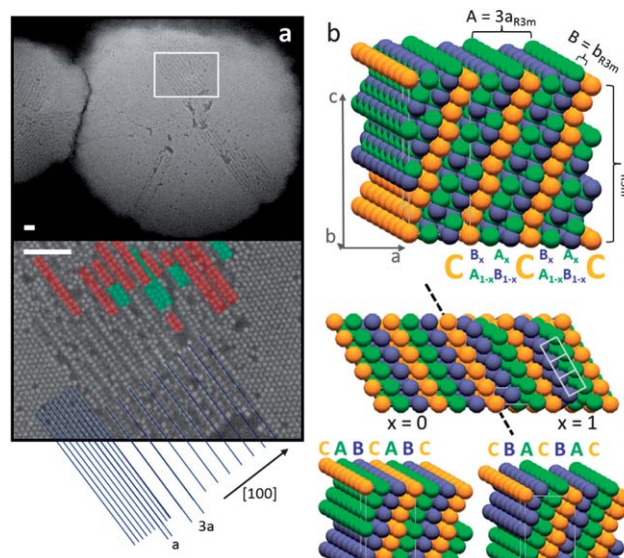 a
[100]
3a
a
b
A = 3a_R3m
B = b_R3m
c
b
a
C B_x A_x C B_x A_x C
A_1-x B_1-x A_1-x B_1-x
x = 0
x = 1
C A B C A B C
C B A C B A C